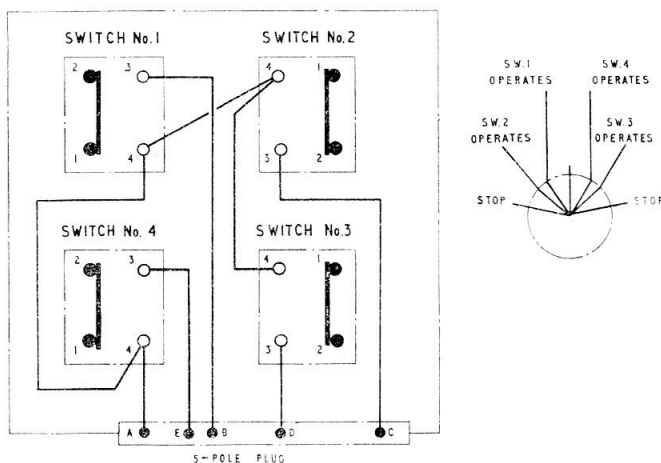 SWITCH No.1
SWITCH No.2
2
3
4
1
1
4
3
2
SWITCH No. 4
SWITCH No.3
2
3
4
1
1
4
3
2
A
E
B
D
C
5-POLE PLUG
SW.1
OPERATES
SW.4
OPERATES
SW.2
OPERATES
SW.3
OPERATES
STOP
STOP